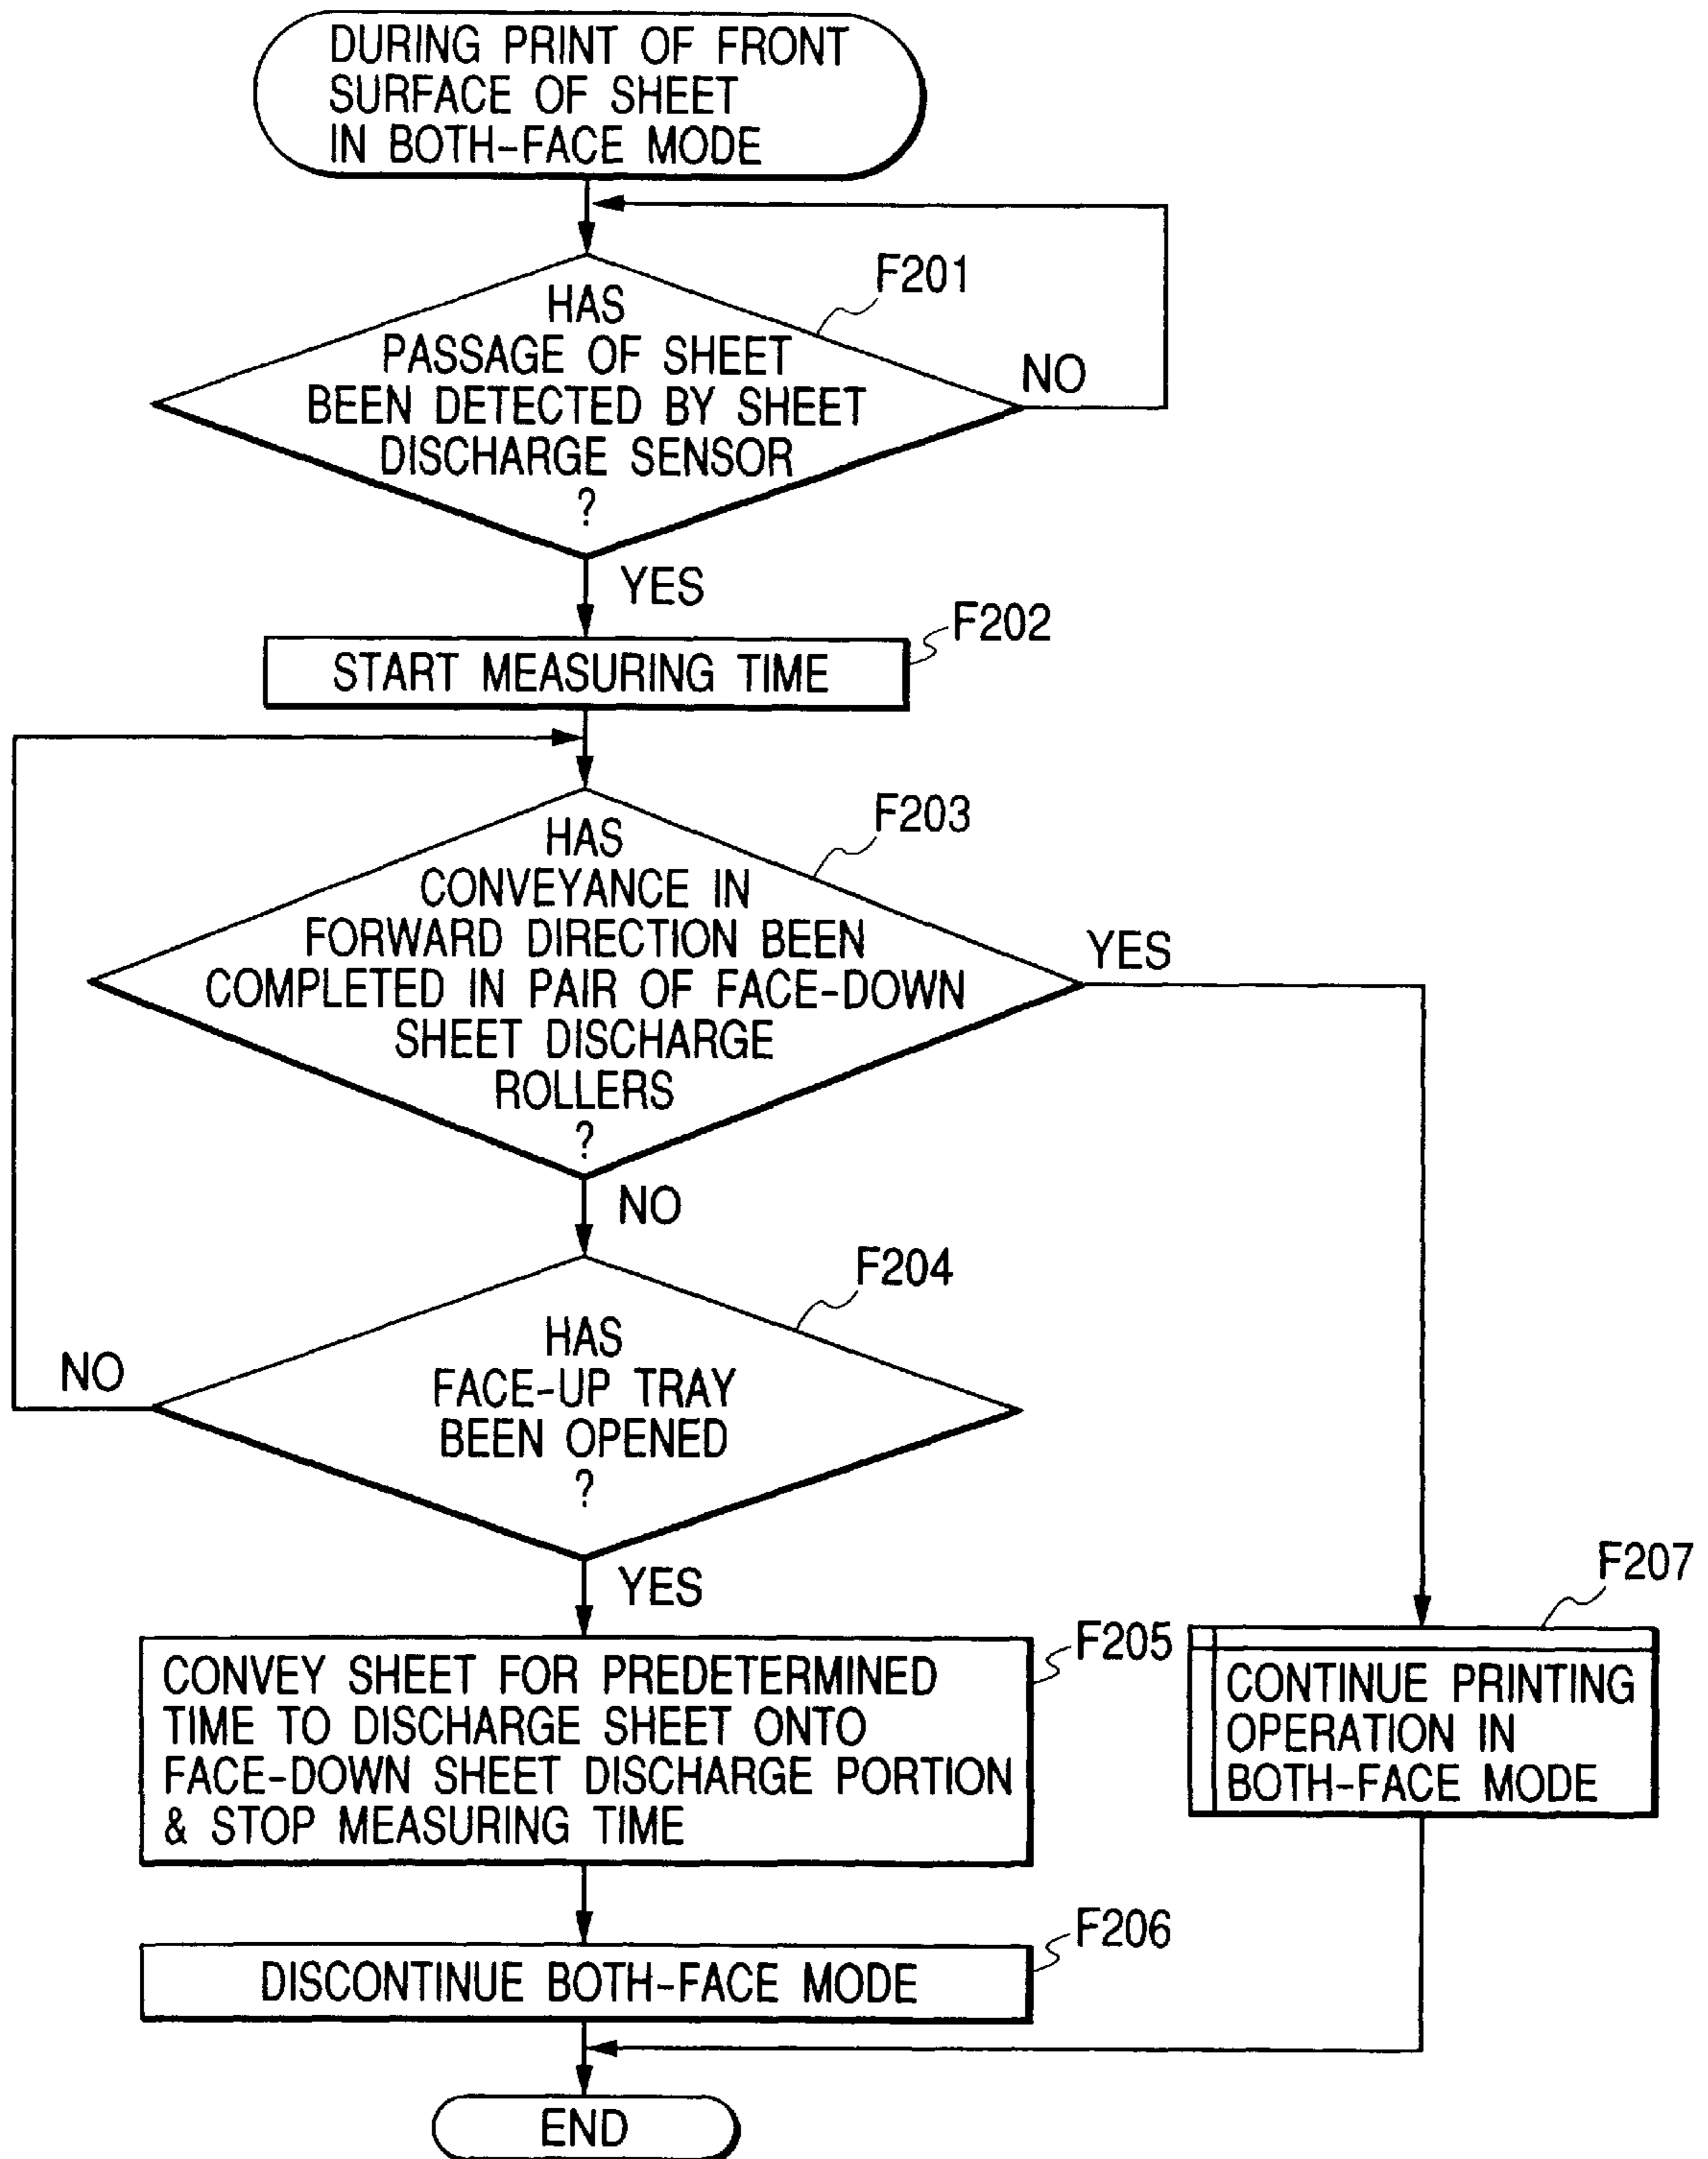 DURING PRINT OF FRONT
SURFACE OF SHEET
IN BOTH-FACE MODE
F201
HAS
PASSAGE OF SHEET
BEEN DETECTED BY SHEET
DISCHARGE SENSOR
?
NO
YES
F202
START MEASURING TIME
F203
HAS
CONVEYANCE IN
FORWARD DIRECTION BEEN
COMPLETED IN PAIR OF FACE-DOWN
SHEET DISCHARGE
ROLLERS
?
YES
NO
F204
HAS
FACE-UP TRAY
BEEN OPENED
?
NO
YES
F205
CONVEY SHEET FOR PREDETERMINED
TIME TO DISCHARGE SHEET ONTO
FACE-DOWN SHEET DISCHARGE PORTION
& STOP MEASURING TIME
F207
CONTINUE PRINTING
OPERATION IN
BOTH-FACE MODE
F206
DISCONTINUE BOTH-FACE MODE
END